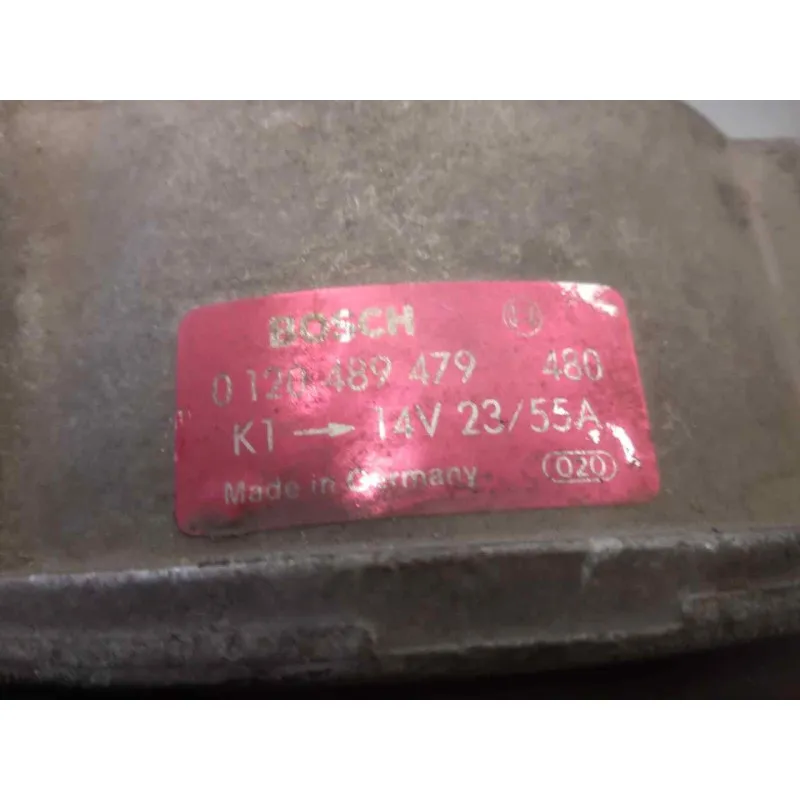 BOSCH
0 120 489 479 480
K1 → 14V 23/55A
Made in Germany 020